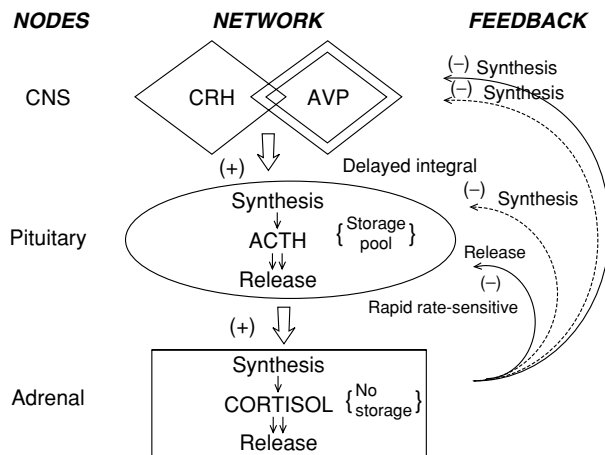 NODES NETWORK FEEDBACK
CNS CRH AVP
(−) Synthesis
(−) Synthesis
(+) Delayed integral
Synthesis
(−) Synthesis
Pituitary ACTH { Storage pool }
Release
Release
(−)
Rapid rate-sensitive
(+)
Synthesis
Adrenal CORTISOL { No storage }
Release